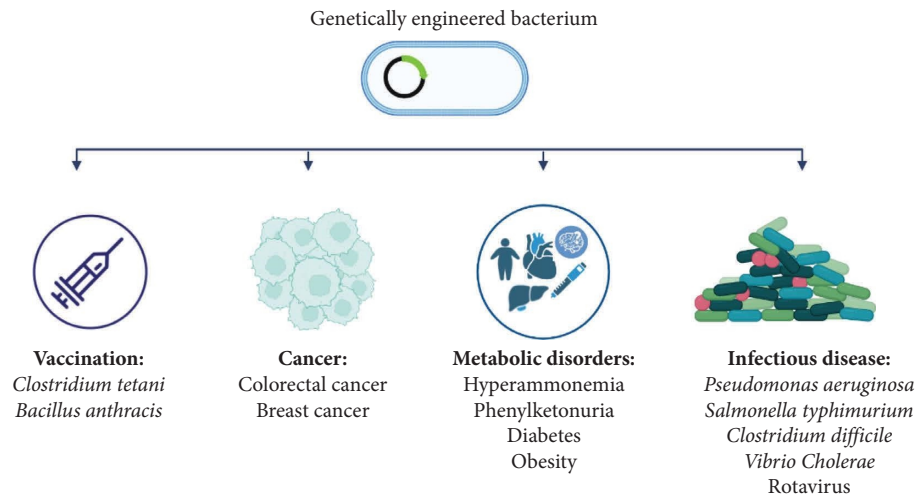 Genetically engineered bacterium
Vaccination:
Clostridium tetani
Bacillus anthracis
Cancer:
Colorectal cancer
Breast cancer
Metabolic disorders:
Hyperammonemia
Phenylketonuria
Diabetes
Obesity
Infectious disease:
Pseudomonas aeruginosa
Salmonella typhimurium
Clostridium difficile
Vibrio Cholerae
Rotavirus